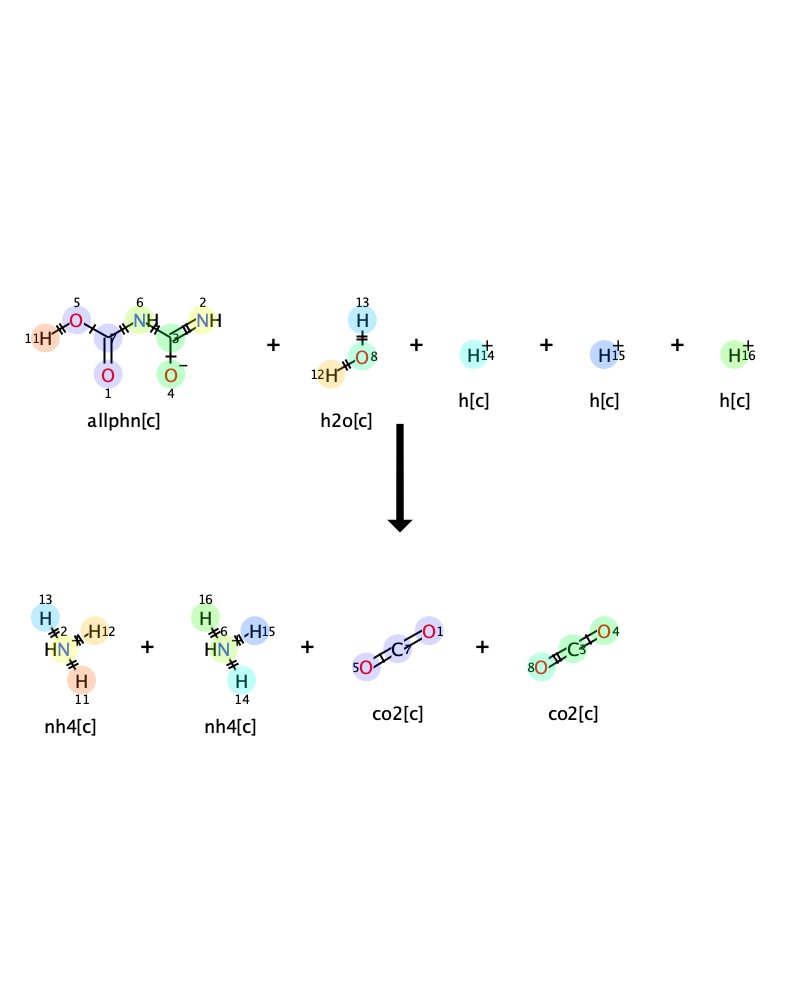 5 6 2 13
11H O NH NH H
7 3 + + H+14 + H+15 + H+16
O O− 12H O8
1 4
allphn[c] h2o[c] h[c] h[c] h[c]
13 16
H 2 H12 H 6 H15 O1 O4
HN + HN + C7 + C3
H H 5O 8O
11 14
nh4[c] nh4[c] co2[c] co2[c]